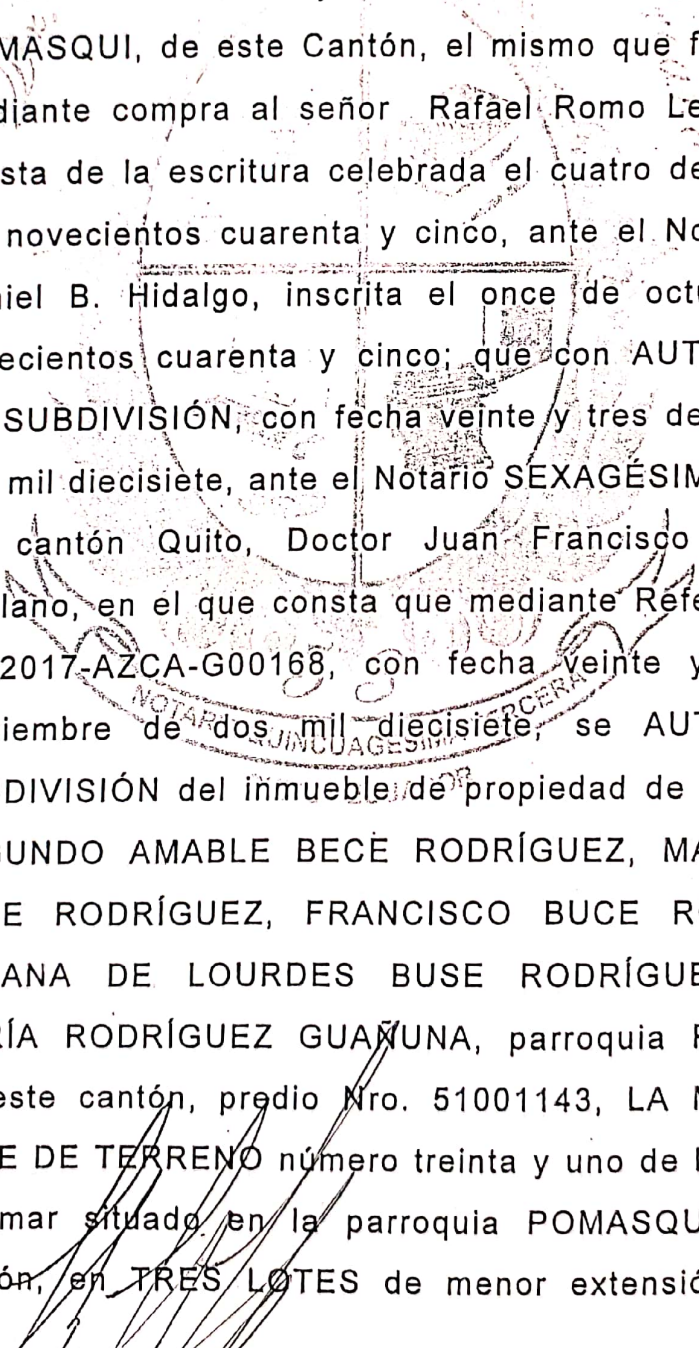 MASQUI, de este Cantón, el mismo que f
diante compra al señor Rafael Romo Le
sta de la escritura celebrada el cuatro de
novecientos cuarenta y cinco, ante el No
niel B. Hidalgo, inscrita el once de octu
ecientos cuarenta y cinco; que con AUT
SUBDIVISIÓN, con fecha veinte y tres de
mil diecisiete, ante el Notario SEXAGÉSIM
cantón Quito, Doctor Juan Francisco
lano, en el que consta que mediante Refe
2017-AZCA-G00168, con fecha veinte y
iembre de dos mil diecisiete, se AUT
DIVISIÓN del inmueble de propiedad de
GUNDO AMABLE BECE RODRÍGUEZ, MA
E RODRÍGUEZ, FRANCISCO BUCE RO
ANA DE LOURDES BUSE RODRÍGUE
RÍA RODRÍGUEZ GUAÑUNA, parroquia P
este cantón, predio Nro. 51001143, LA
E DE TERRENO número treinta y uno de
mar situado en la parroquia POMASQU
ón, en TRES LOTES de menor extensió